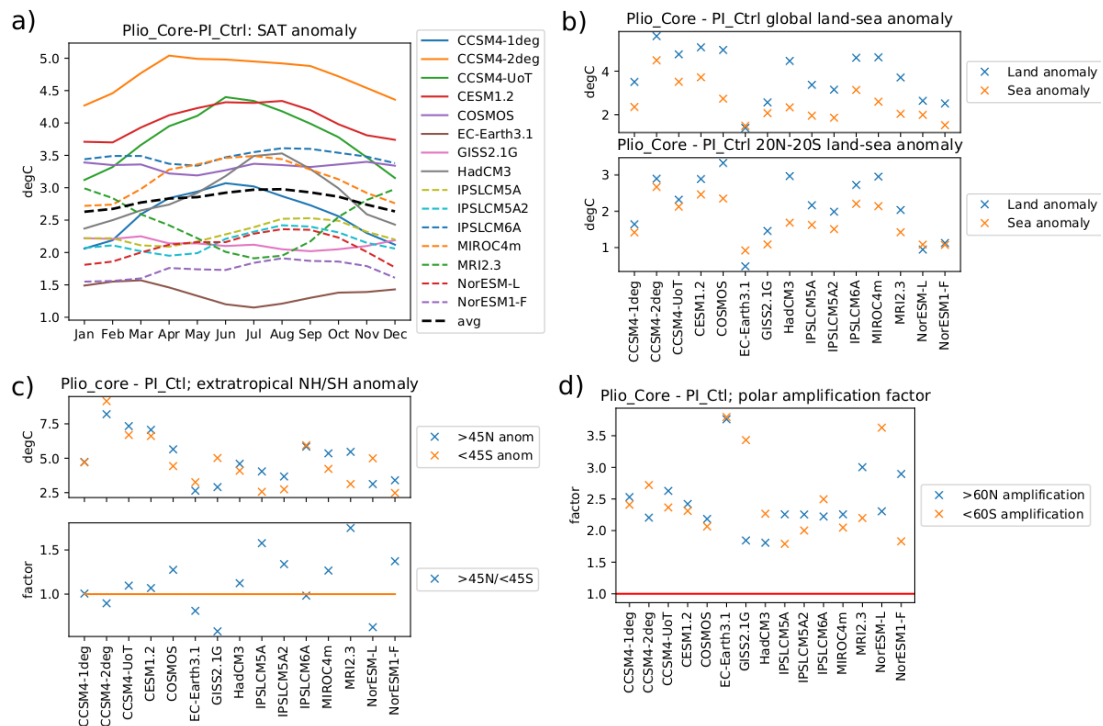 a)
Plio_Core-PI_Ctrl: SAT anomaly
degC
5.0
4.5
4.0
3.5
3.0
2.5
2.0
1.5
1.0
Jan Feb Mar Apr May Jun Jul Aug Sep Oct Nov Dec
CCSM4-1deg
CCSM4-2deg
CCSM4-UoT
CESM1.2
COSMOS
EC-Earth3.1
GISS2.1G
HadCM3
IPSLCM5A
IPSLCM5A2
IPSLCM6A
MIROC4m
MRI2.3
NorESM-L
NorESM1-F
avg
b)
Plio_Core - PI_Ctrl global land-sea anomaly
degC
4
2
Land anomaly
Sea anomaly
Plio_Core - PI_Ctrl 20N-20S land-sea anomaly
degC
3
2
1
Land anomaly
Sea anomaly
CCSM4-1deg
CCSM4-2deg
CCSM4-UoT
CESM1.2
COSMOS
EC-Earth3.1
GISS2.1G
HadCM3
IPSLCM5A
IPSLCM5A2
IPSLCM6A
MIROC4m
MRI2.3
NorESM-L
NorESM1-F
c)
Plio_core - PI_Ctl; extratropical NH/SH anomaly
degC
7.5
5.0
2.5
>45N anom
<45S anom
factor
1.5
1.0
>45N/<45S
CCSM4-1deg
CCSM4-2deg
CCSM4-UoT
CESM1.2
COSMOS
EC-Earth3.1
GISS2.1G
HadCM3
IPSLCM5A
IPSLCM5A2
IPSLCM6A
MIROC4m
MRI2.3
NorESM-L
NorESM1-F
d)
Plio_Core - PI_Ctl; polar amplification factor
factor
3.5
3.0
2.5
2.0
1.5
1.0
>60N amplification
<60S amplification
CCSM4-1deg
CCSM4-2deg
CCSM4-UoT
CESM1.2
COSMOS
EC-Earth3.1
GISS2.1G
HadCM3
IPSLCM5A
IPSLCM5A2
IPSLCM6A
MIROC4m
MRI2.3
NorESM-L
NorESM1-F